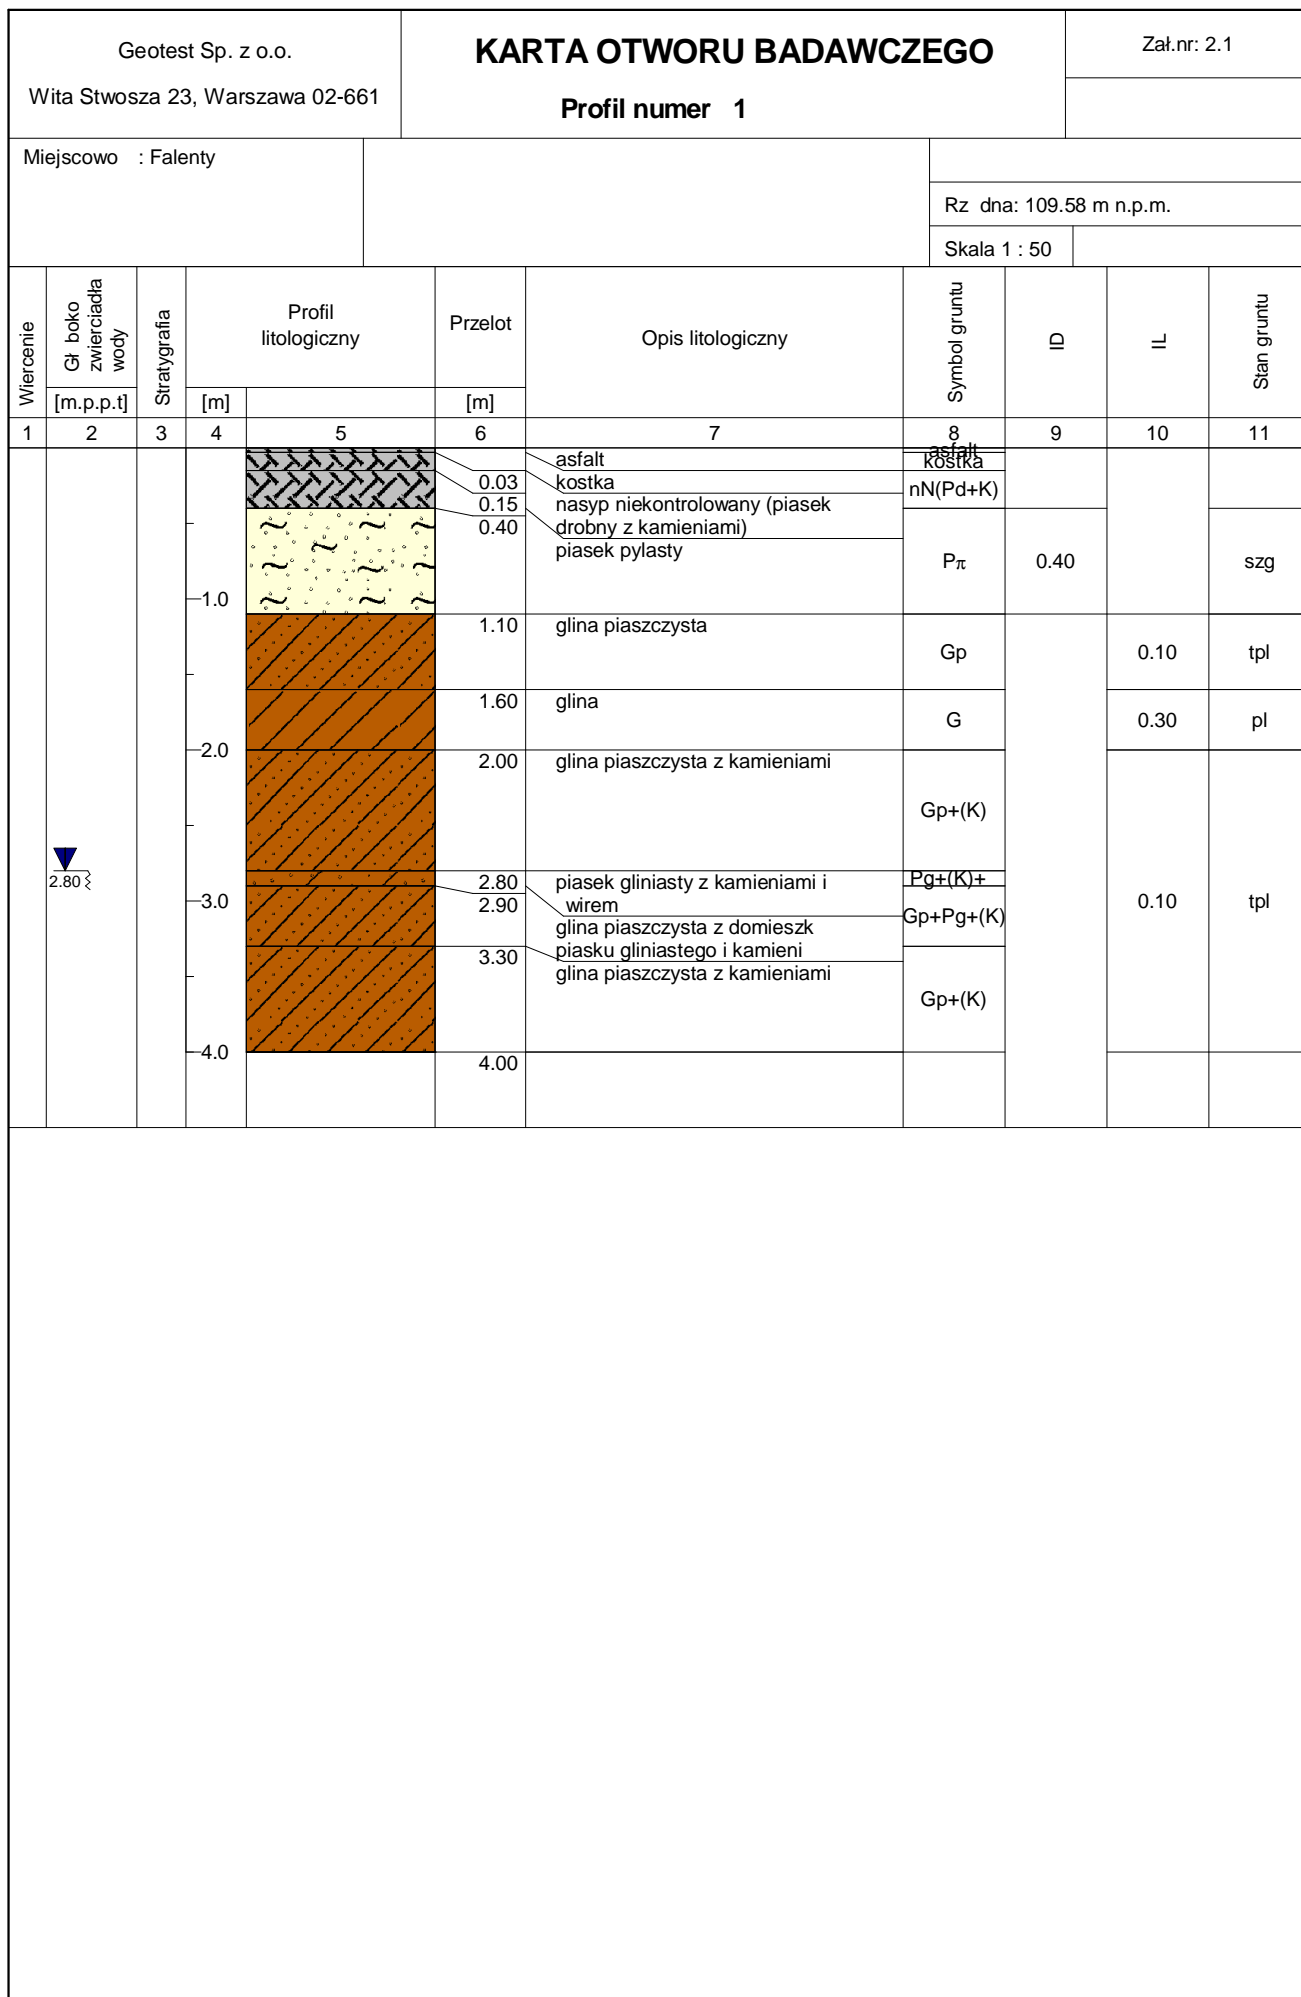 Geotest Sp. z o.o.
Wita Stwosza 23, Warszawa 02-661
KARTA OTWORU BADAWCZEGO
Profil numer 1
Zał.nr: 2.1
Miejscowo : Falenty
Rz dna: 109.58 m n.p.m.
Skala 1 : 50
Wiercenie
Gł boko
zwierciadła
wody
[m.p.p.t]
Stratygrafia
Profil
litologiczny
[m]
Przelot
[m]
Opis litologiczny
Symbol gruntu
ID
IL
Stan gruntu
1 2 3 4 5 6 7 8 9 10 11
asfalt
asfalt
0.03 kostka
kostka
0.15 nasyp niekontrolowany (piasek
drobny z kamieniami)
nN(Pd+K)
0.40
piasek pylasty
Pπ 0.40 szg
1.0
1.10 glina piaszczysta
Gp 0.10 tpl
1.60 glina
G 0.30 pl
2.0
2.00 glina piaszczysta z kamieniami
Gp+(K)
2.80
2.80 piasek gliniasty z kamieniami i
wirem
Pg+(K)+
3.0
2.90
glina piaszczysta z domieszk
piasku gliniastego i kamieni
Gp+Pg+(K)
0.10 tpl
3.30
glina piaszczysta z kamieniami
Gp+(K)
4.0
4.00